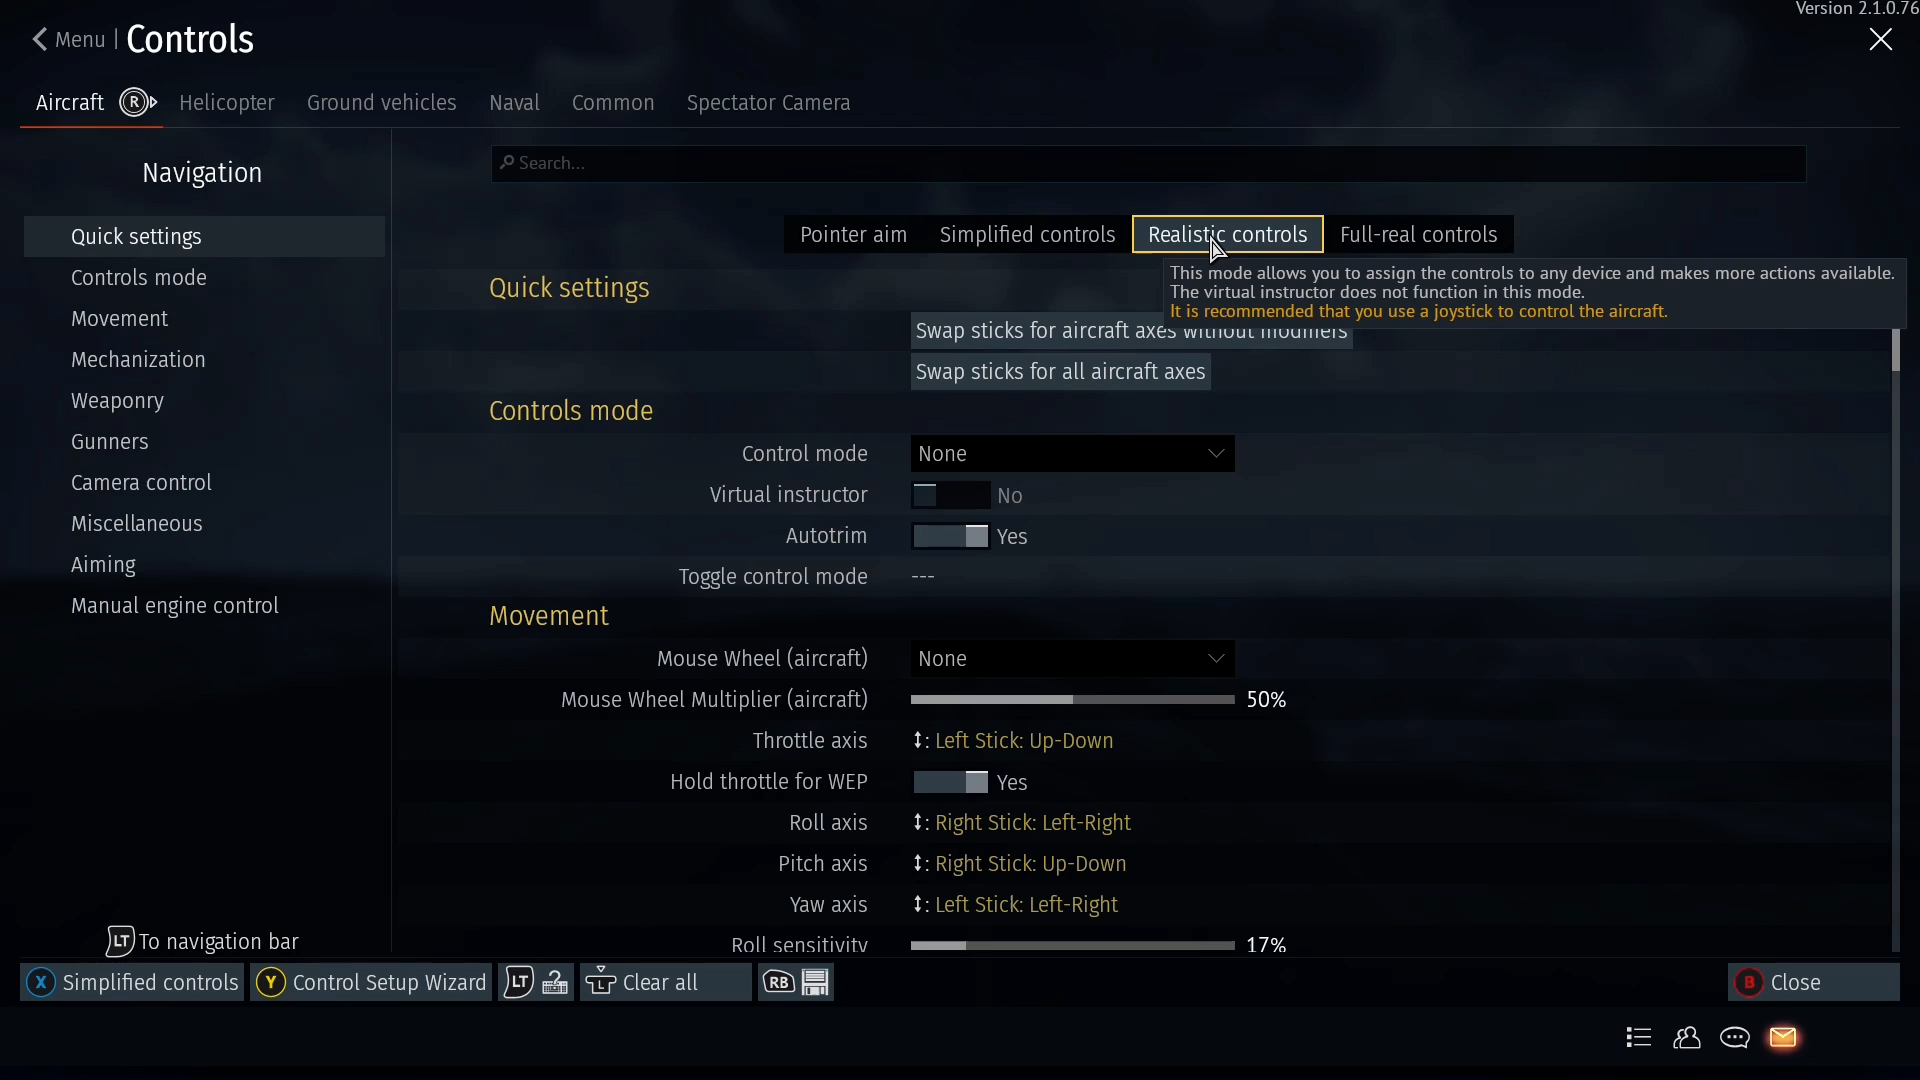 Version 2.1.0.76
Menu | Controls
Aircraft R Helicopter Ground vehicles Naval Common Spectator Camera
Navigation
Search...
Quick settings
Controls mode
Movement
Mechanization
Weaponry
Gunners
Camera control
Miscellaneous
Aiming
Manual engine control
LT To navigation bar
Pointer aim Simplified controls Realistic controls Full-real controls
This mode allows you to assign the controls to any device and makes more actions available.
The virtual instructor does not function in this mode.
It is recommended that you use a joystick to control the aircraft.
Quick settings
Swap sticks for aircraft axes without modifiers
Swap sticks for all aircraft axes
Controls mode
Control mode None
Virtual instructor No
Autotrim Yes
Toggle control mode ---
Movement
Mouse Wheel (aircraft) None
Mouse Wheel Multiplier (aircraft) 50%
Throttle axis : Left Stick: Up-Down
Hold throttle for WEP Yes
Roll axis : Right Stick: Left-Right
Pitch axis : Right Stick: Up-Down
Yaw axis : Left Stick: Left-Right
Roll sensitivity 17%
X Simplified controls Y Control Setup Wizard LT L Clear all RB B Close